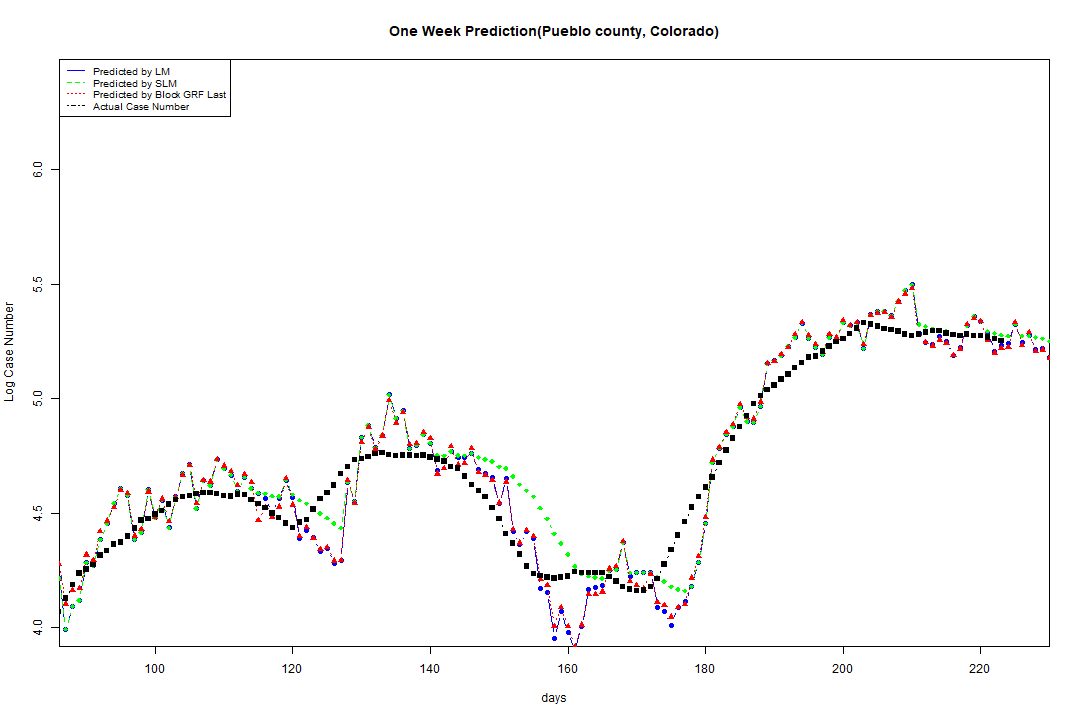 One Week Prediction(Pueblo county, Colorado)
Predicted by LM
Predicted by SLM
Predicted by Block GRF Last
Actual Case Number
Log Case Number
6.0
5.5
5.0
4.5
4.0
100 120 140 160 180 200 220
days